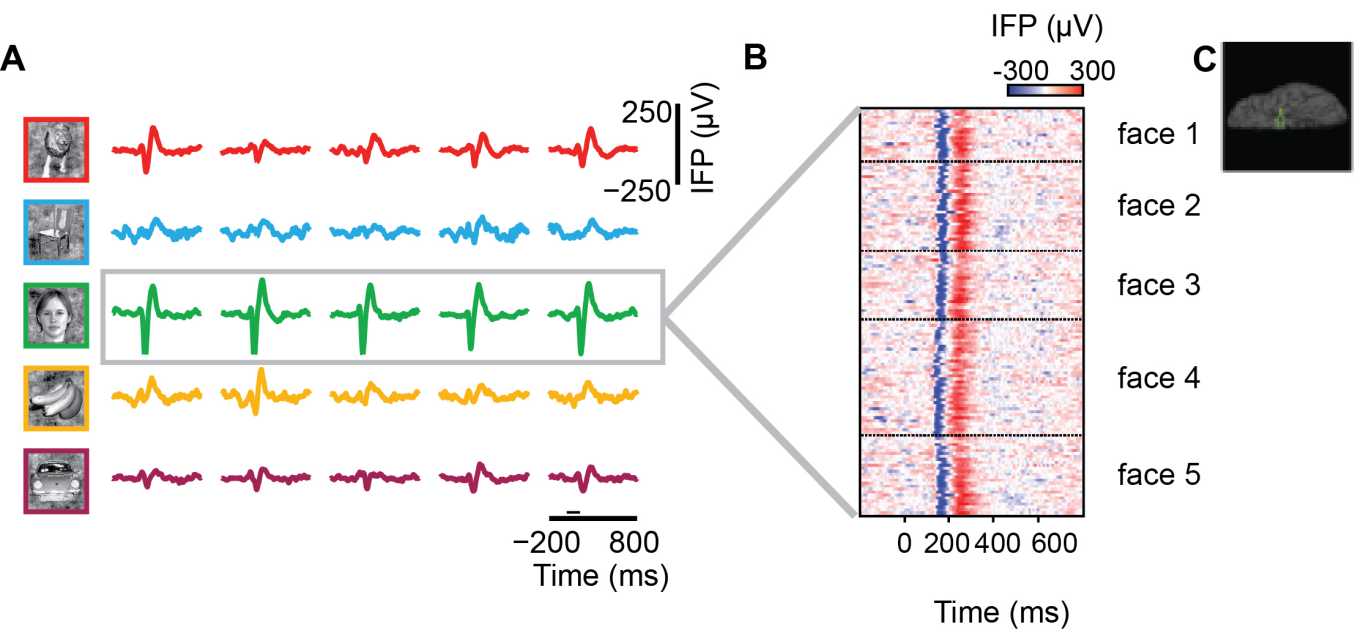 A
250
−250
IFP (µV)
−200 800
Time (ms)
B
IFP (µV)
-300 300
face 1
face 2
face 3
face 4
face 5
0 200 400 600
Time (ms)
C